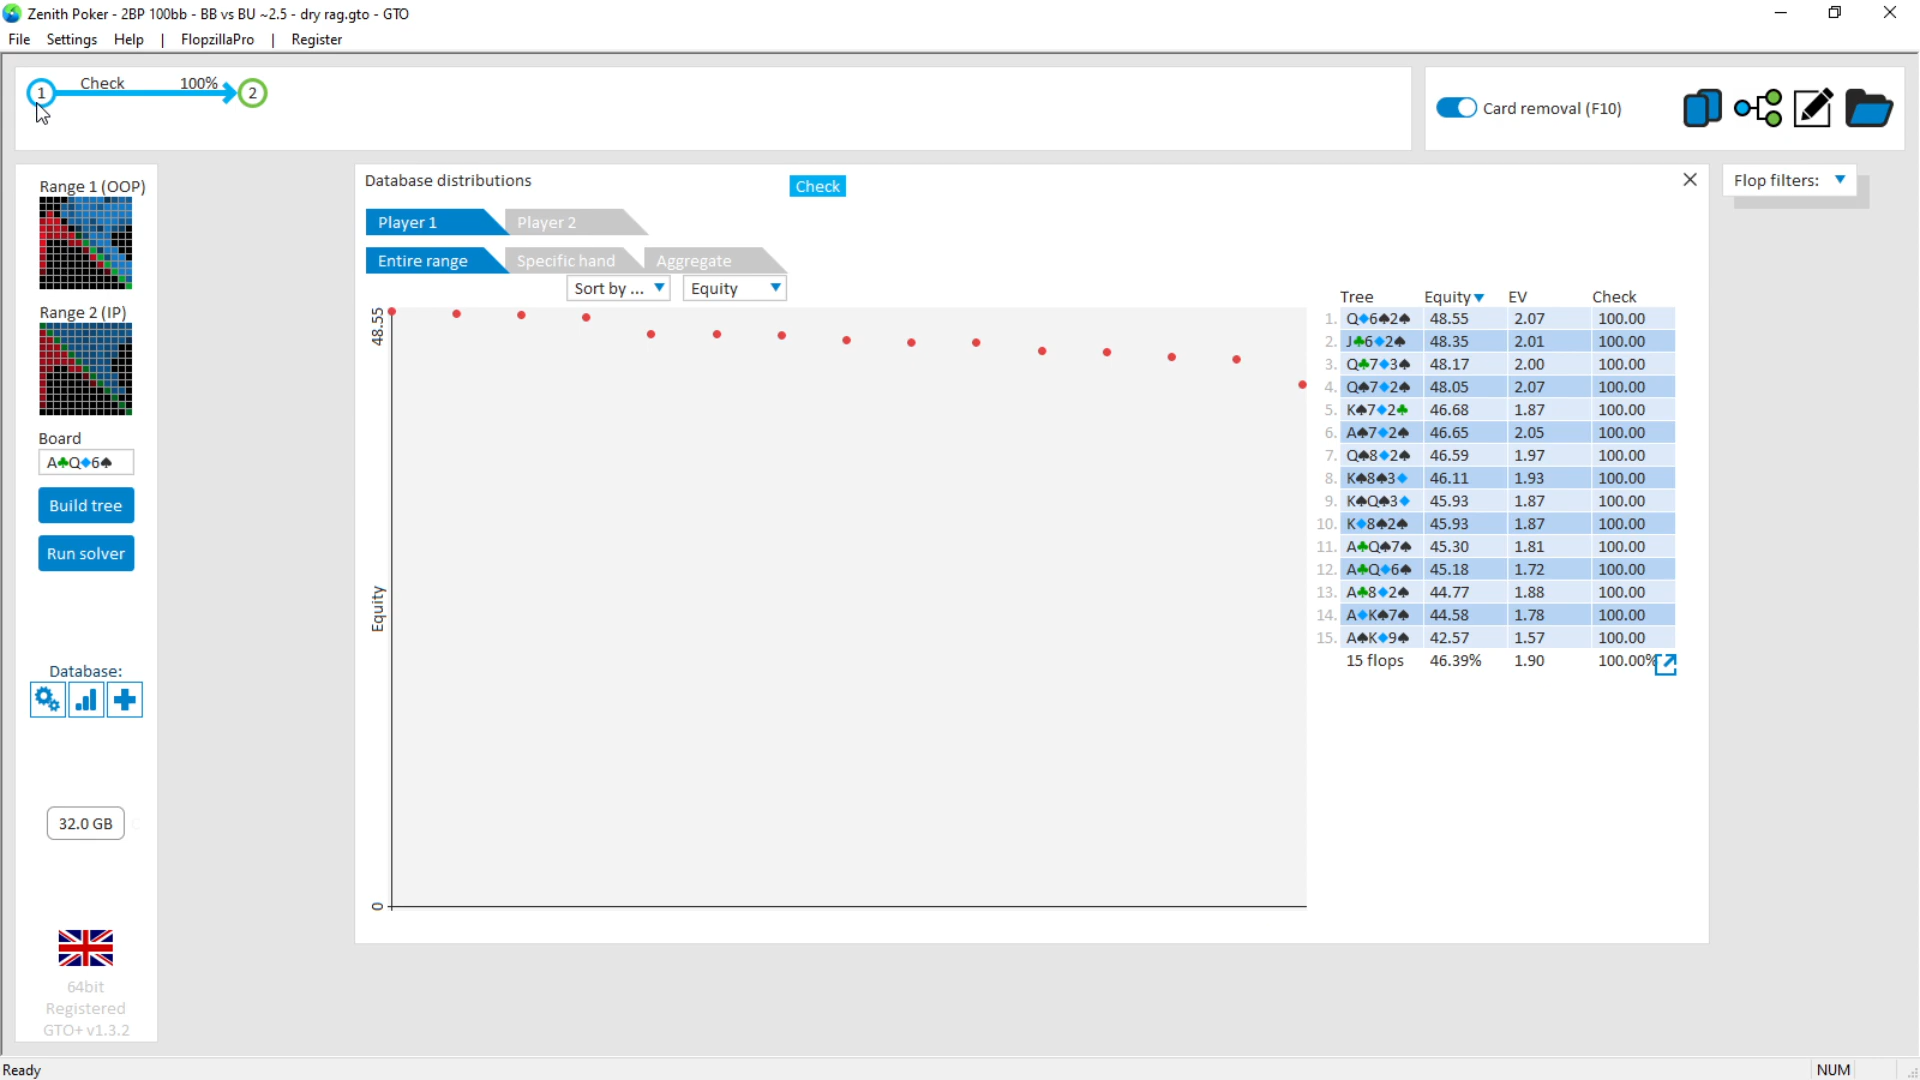 Zenith Poker - 2BP 100bb - BB vs BU ~2.5 - dry rag.gto - GTO
File Settings Help | FlopzillaPro | Register
1 Check 100% 2
Card removal (F10)
Range 1 (OOP)
Range 2 (IP)
Board
A♣Q♦6♠
Build tree
Run solver
Database:
32.0 GB
64bit
Registered
GTO+ v1.3.2
Database distributions
Check
Player 1 Player 2
Entire range Specific hand Aggregate
Sort by ... Equity
48.55
Equity
0
Tree Equity EV Check
1. Q♦6♠2♠ 48.55 2.07 100.00
2. J♣6♦2♠ 48.35 2.01 100.00
3. Q♣7♦3♠ 48.17 2.00 100.00
4. Q♠7♦2♠ 48.05 2.07 100.00
5. K♠7♦2♣ 46.68 1.87 100.00
6. A♠7♦2♠ 46.65 2.05 100.00
7. Q♠8♦2♠ 46.59 1.97 100.00
8. K♠8♠3♦ 46.11 1.93 100.00
9. K♠Q♠3♦ 45.93 1.87 100.00
10. K♦8♠2♠ 45.93 1.87 100.00
11. A♣Q♠7♠ 45.30 1.81 100.00
12. A♣Q♦6♠ 45.18 1.72 100.00
13. A♣8♦2♠ 44.77 1.88 100.00
14. A♦K♠7♠ 44.58 1.78 100.00
15. A♠K♦9♠ 42.57 1.57 100.00
15 flops 46.39% 1.90 100.00%
Flop filters:
Ready
NUM